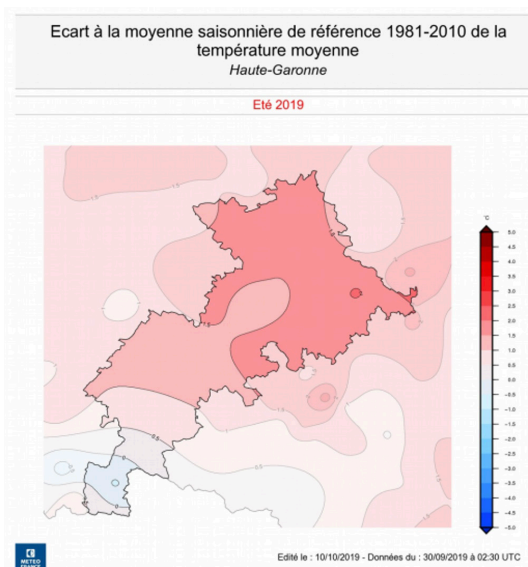 Ecart à la moyenne saisonnière de référence 1981-2010 de la
température moyenne
Haute-Garonne
Eté 2019
°C
5.0
4.5
4.0
3.5
3.0
2.5
2.0
1.5
1.0
0.5
0.0
-0.5
-1.0
-1.5
-2.0
-2.5
-3.0
-3.5
-4.0
-4.5
-5.0
METEO
FRANCE
Edité le : 10/10/2019 - Données du : 30/09/2019 à 02:30 UTC